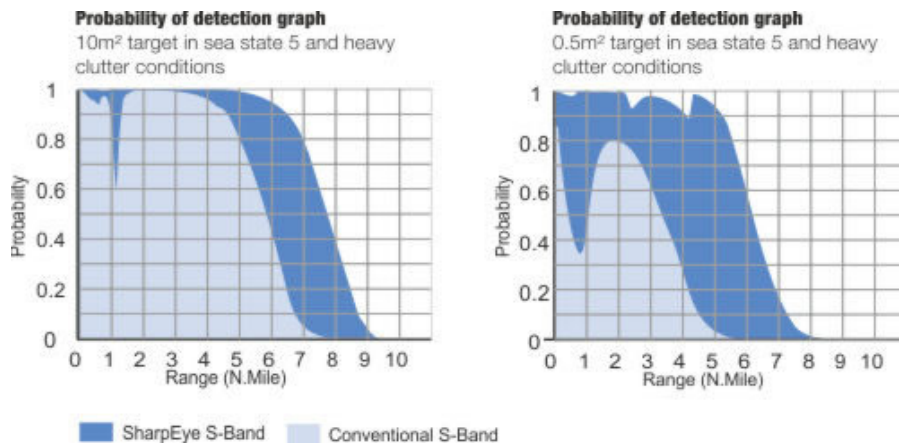 Probability of detection graph
10m² target in sea state 5 and heavy
clutter conditions
1
0.8
0.6
0.4
0.2
0
Probability
0 1 2 3 4 5 6 7 8 9 10
Range (N.Mile)
Probability of detection graph
0.5m² target in sea state 5 and heavy
clutter conditions
1
0.8
0.6
0.4
0.2
0
Probability
0 1 2 3 4 5 6 7 8 9 10
Range (N.Mile)
SharpEye S-Band
Conventional S-Band